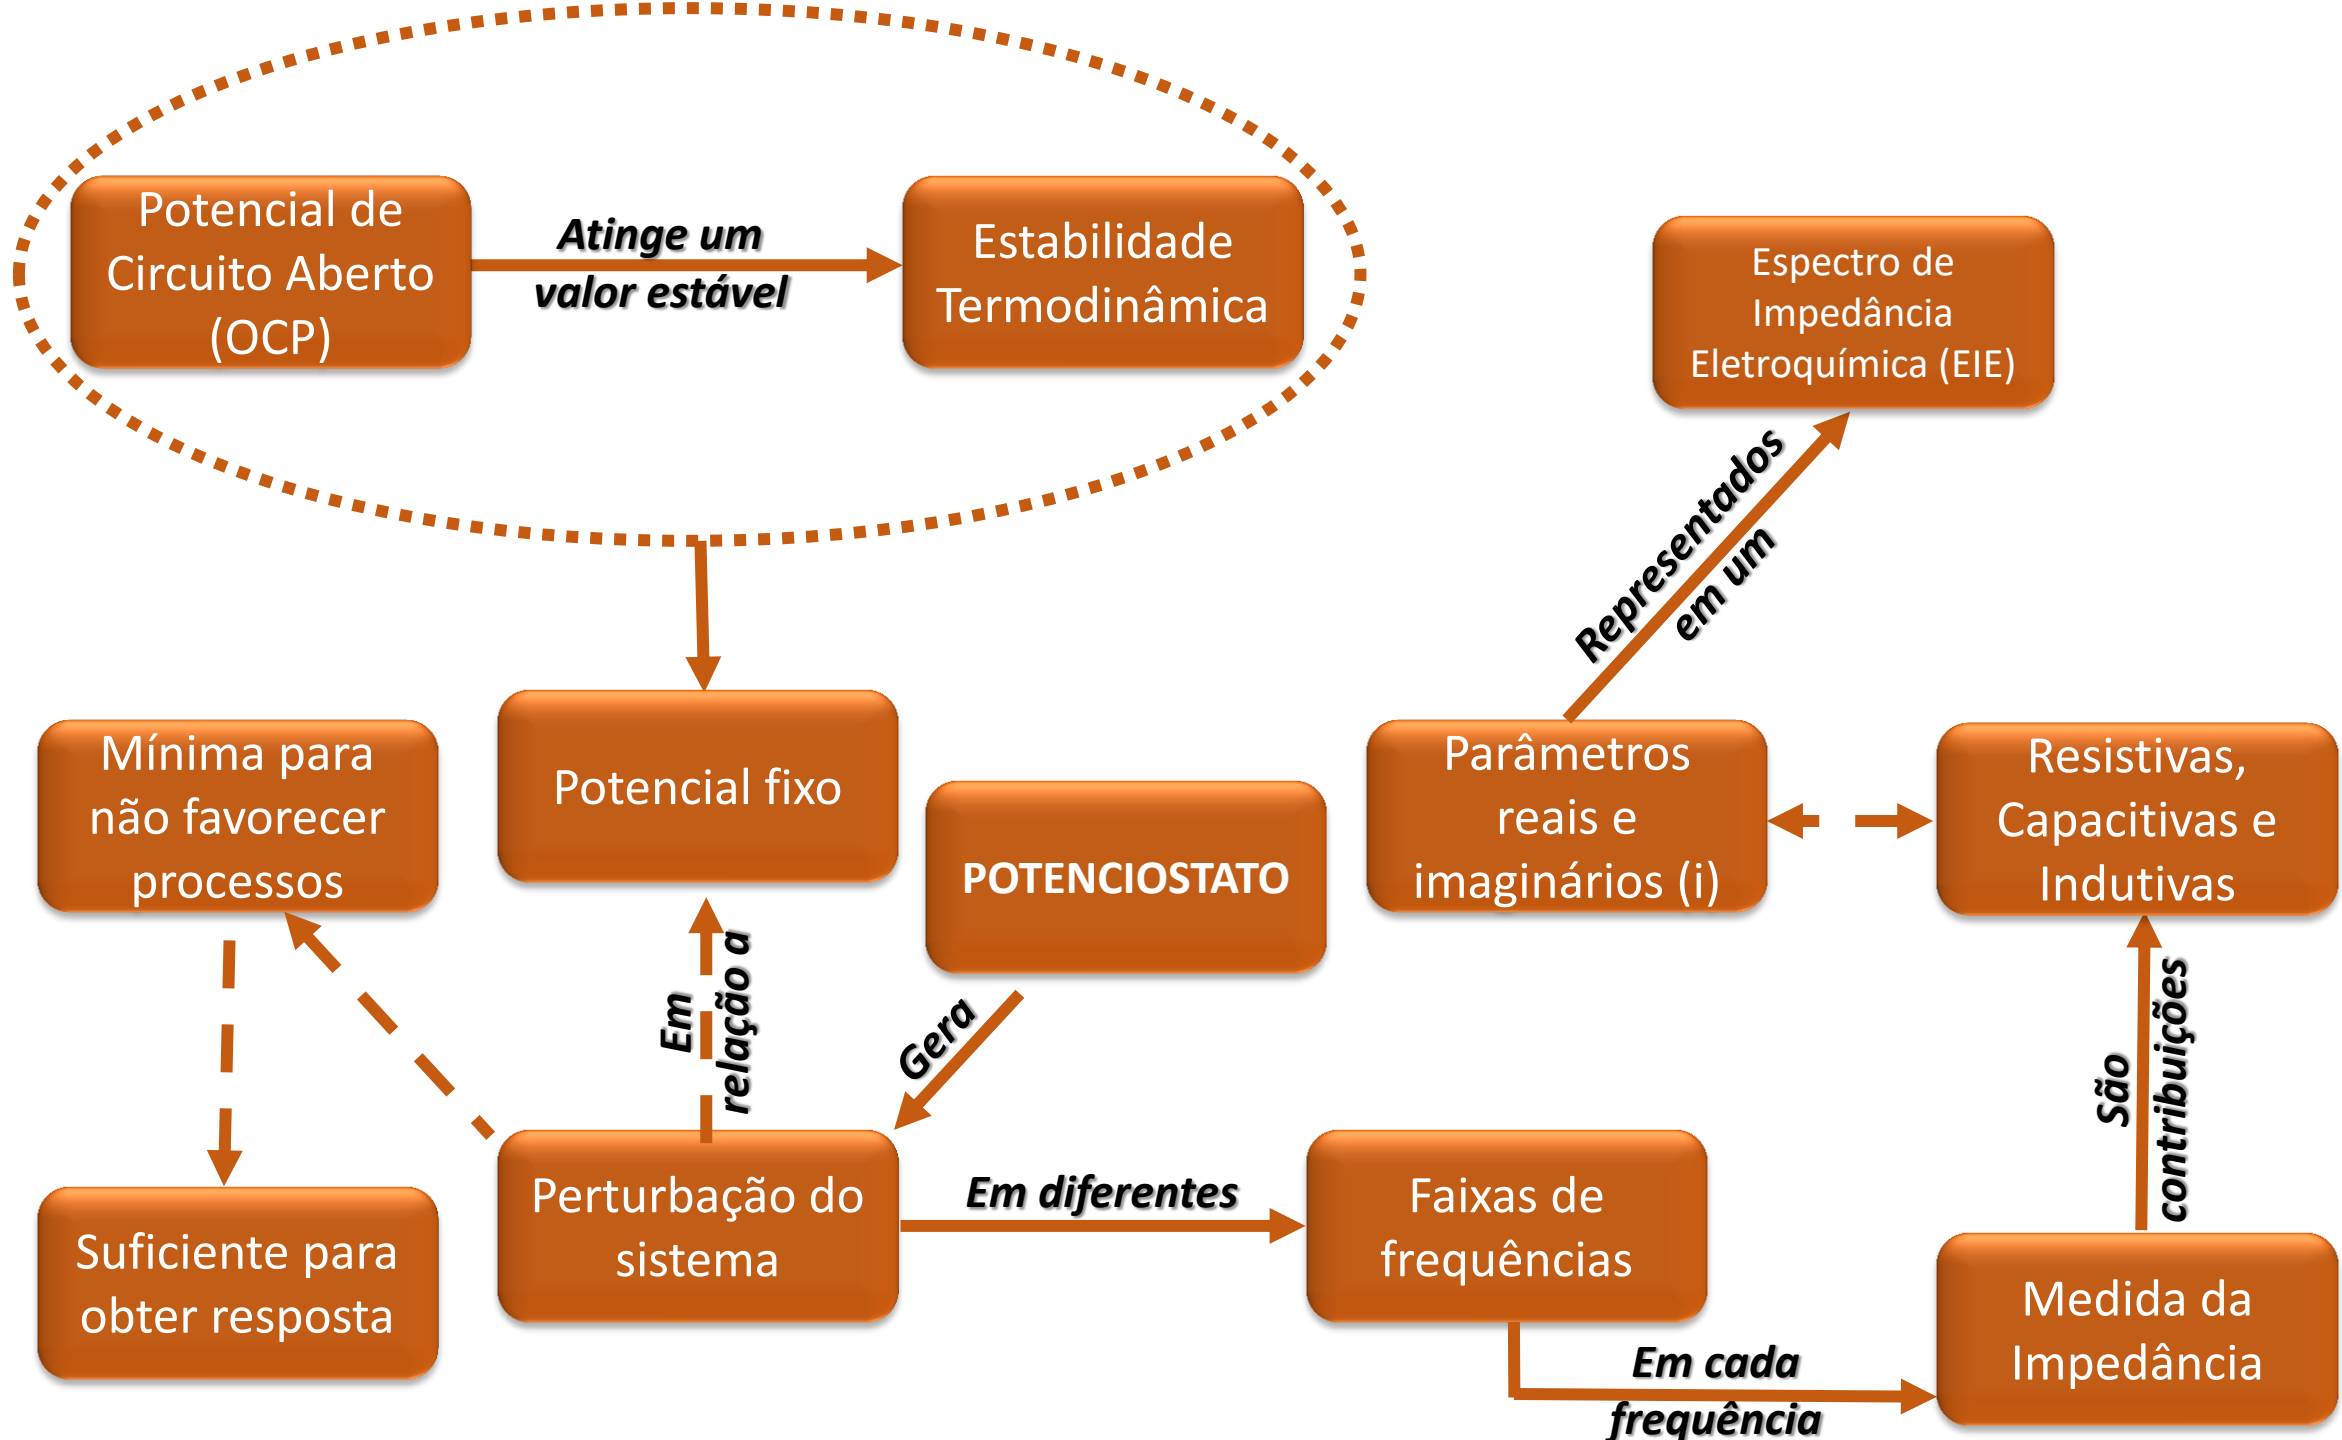 Potencial de
Circuito Aberto
(OCP)
Atinge um
valor estável
Estabilidade
Termodinâmica
Espectro de
Impedância
Eletroquímica (EIE)
Representados
em um
Mínima para
não favorecer
processos
Potencial fixo
POTENCIOSTATO
Parâmetros
reais e
imaginários (i)
Resistivas,
Capacitivas e
Indutivas
Em
relação a
Gera
São
contribuições
Suficiente para
obter resposta
Perturbação do
sistema
Em diferentes
Faixas de
frequências
Em cada
frequência
Medida da
Impedância